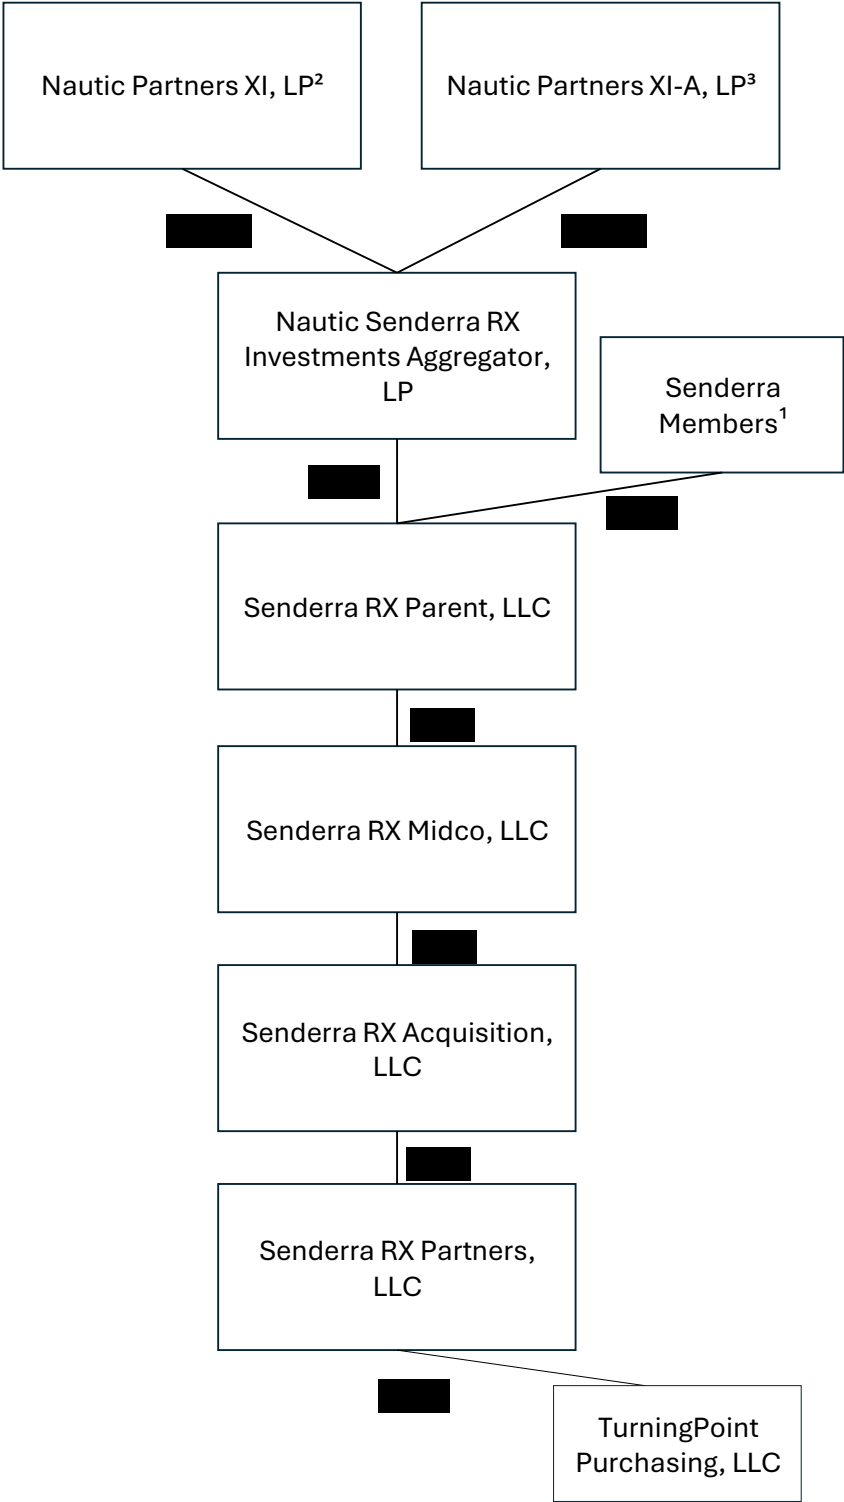 Nautic Partners XI, LP²
Nautic Partners XI-A, LP³
Nautic Senderra RX
Investments Aggregator,
LP
Senderra
Members¹
Senderra RX Parent, LLC
Senderra RX Midco, LLC
Senderra RX Acquisition,
LLC
Senderra RX Partners,
LLC
TurningPoint
Purchasing, LLC